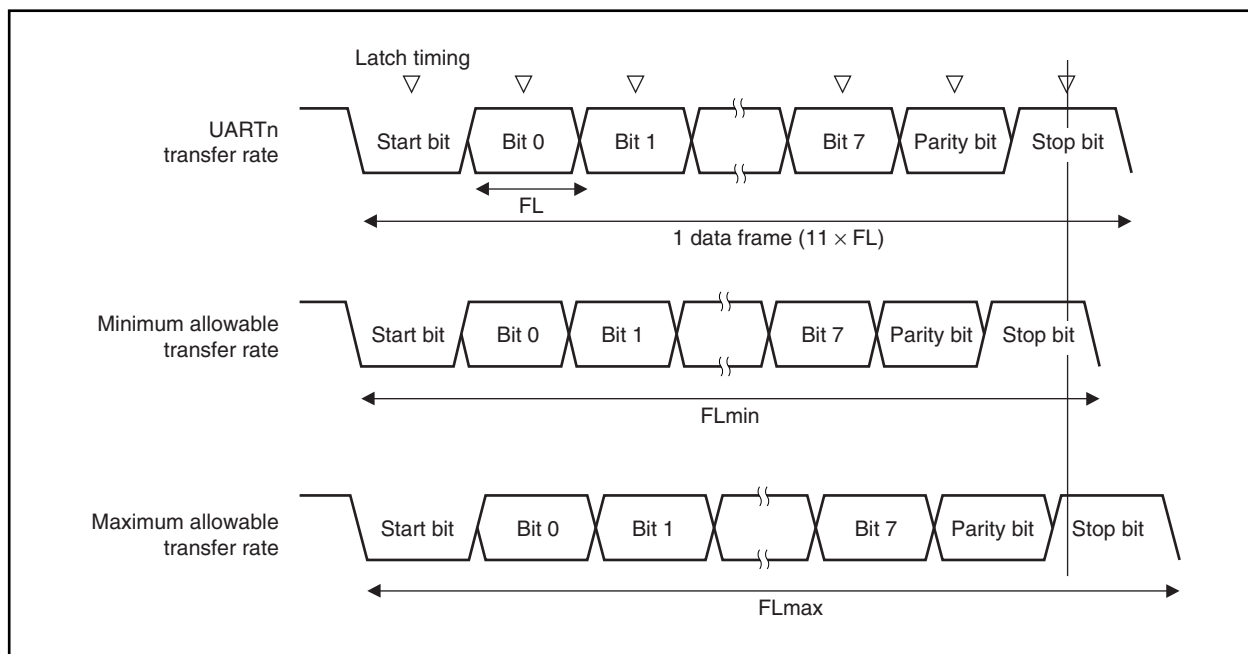 Latch timing
UARTn
transfer rate
Start bit Bit 0 Bit 1 Bit 7 Parity bit Stop bit
FL
1 data frame (11 × FL)
Minimum allowable
transfer rate
Start bit Bit 0 Bit 1 Bit 7 Parity bit Stop bit
FLmin
Maximum allowable
transfer rate
Start bit Bit 0 Bit 1 Bit 7 Parity bit Stop bit
FLmax